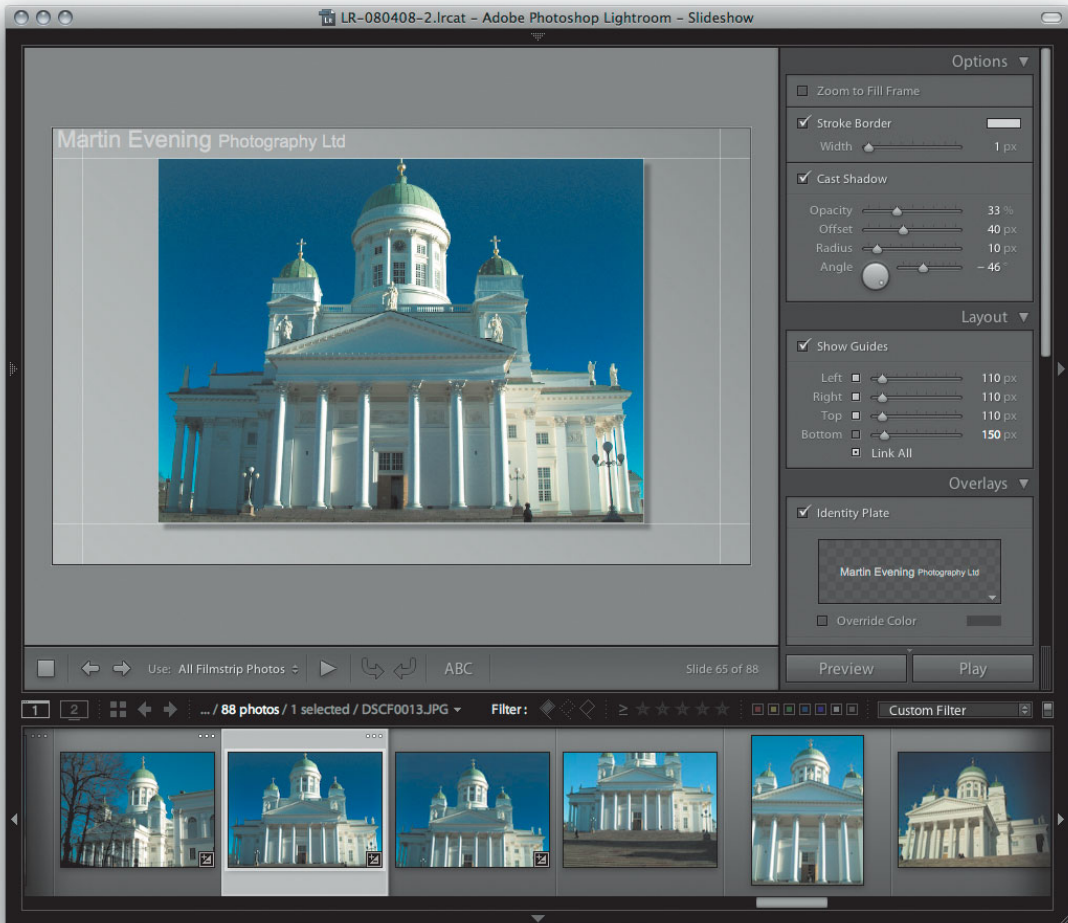 LR-080408-2.lrcat – Adobe Photoshop Lightroom – Slideshow
Martin Evening Photography Ltd
Options
Zoom to Fill Frame
Stroke Border
Width 1 px
Cast Shadow
Opacity 33 %
Offset 40 px
Radius 10 px
Angle – 46 °
Layout
Show Guides
Left 110 px
Right 110 px
Top 110 px
Bottom 150 px
Link All
Overlays
Identity Plate
Martin Evening Photography Ltd
Override Color
Use: All Filmstrip Photos ABC Slide 65 of 88 Preview Play
1 2 ... / 88 photos / 1 selected / DSCF0013.JPG Filter: ≥ Custom Filter